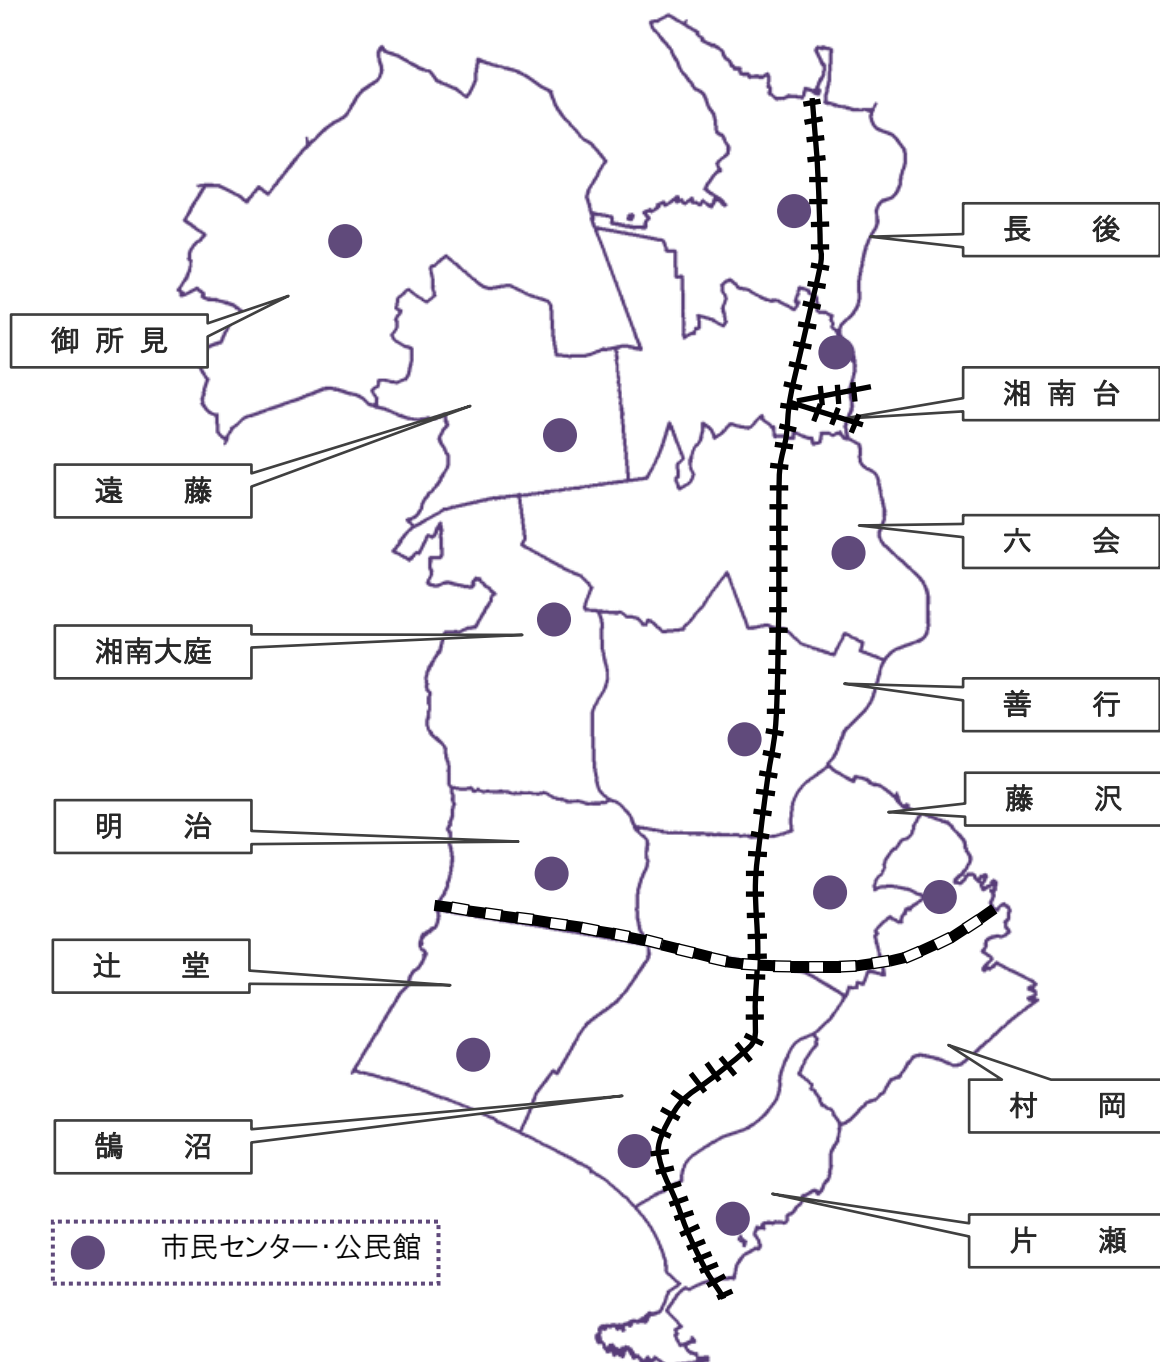 長　後
御 所 見
湘 南 台
遠　藤
六　会
湘南大庭
善　行
藤　沢
明　治
辻　堂
村　岡
鵠　沼
片　瀬
市民センター・公民館